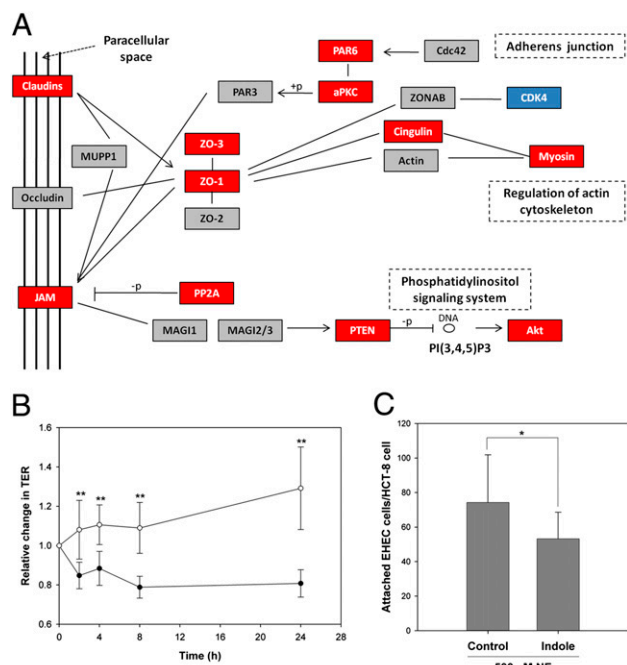 A
Paracellular
space
PAR6
Cdc42
Adherens junction
Claudins
PAR3
+p
aPKC
ZONAB
CDK4
MUPP1
ZO-3
Cingulin
ZO-1
Actin
Myosin
Occludin
ZO-2
Regulation of actin
cytoskeleton
JAM
-p
PP2A
Phosphatidylinositol
signaling system
MAGI1
MAGI2/3
PTEN
-p
DNA
Akt
PI(3,4,5)P3
B
Relative change in TER
1.6
1.4
1.2
1.0
0.8
0.6
**
**
**
**
0
4
8
12
16
20
24
28
Time (h)
C
Attached EHEC cells/HCT-8 cell
120
100
80
60
40
20
0
*
Control
Indole